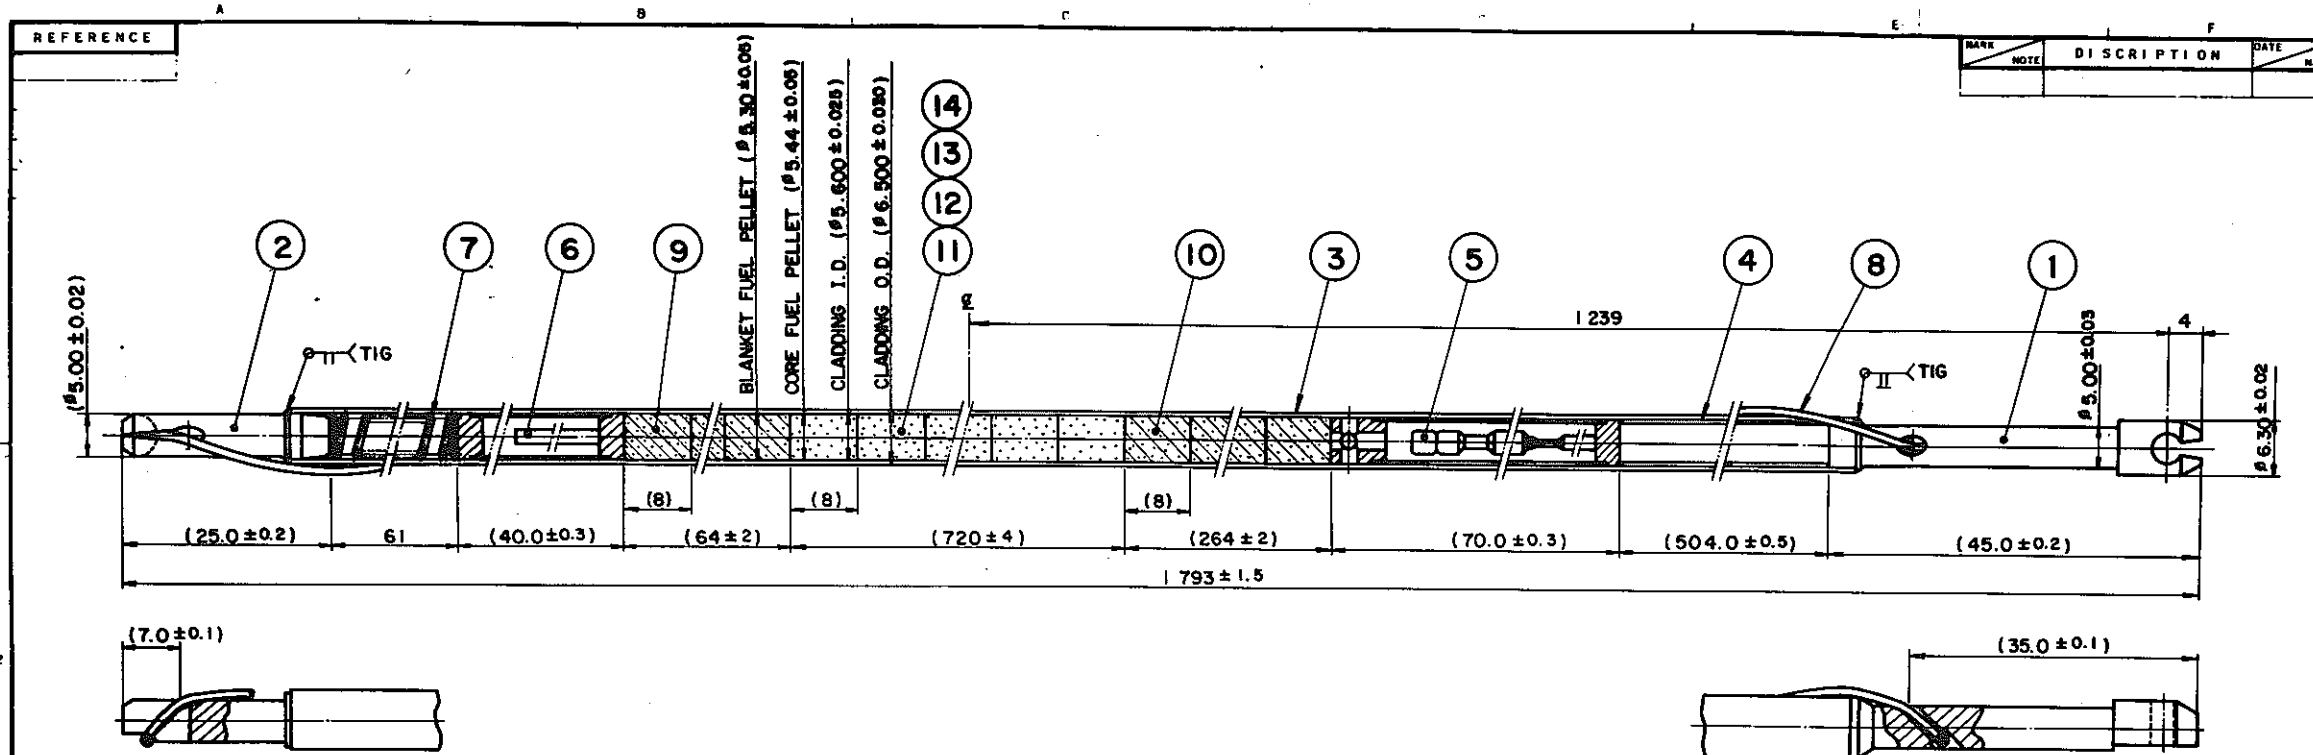 A B C E F
REFERENCE
MARK NOTE DISCRIPTION DATE
BLANKET FUEL PELLET (ø5.30±0.05)
CORE FUEL PELLET (ø5.44±0.05)
CLADDING I.D. (ø5.600±0.025)
CLADDING O.D. (ø6.500±0.030)
14
13
12
11
2 7 6 9 10 3 5 4 8 1
1239 4
(ø5.00±0.02)
TIG
TIG
ø5.00±0.03
ø6.30±0.02
(8) (8) (8)
(25.0±0.2) 61 (40.0±0.3) (64±2) (720±4) (264±2) (70.0±0.3) (504.0±0.5) (45.0±0.2)
1793±1.5
(7.0±0.1)
(35.0±0.1)